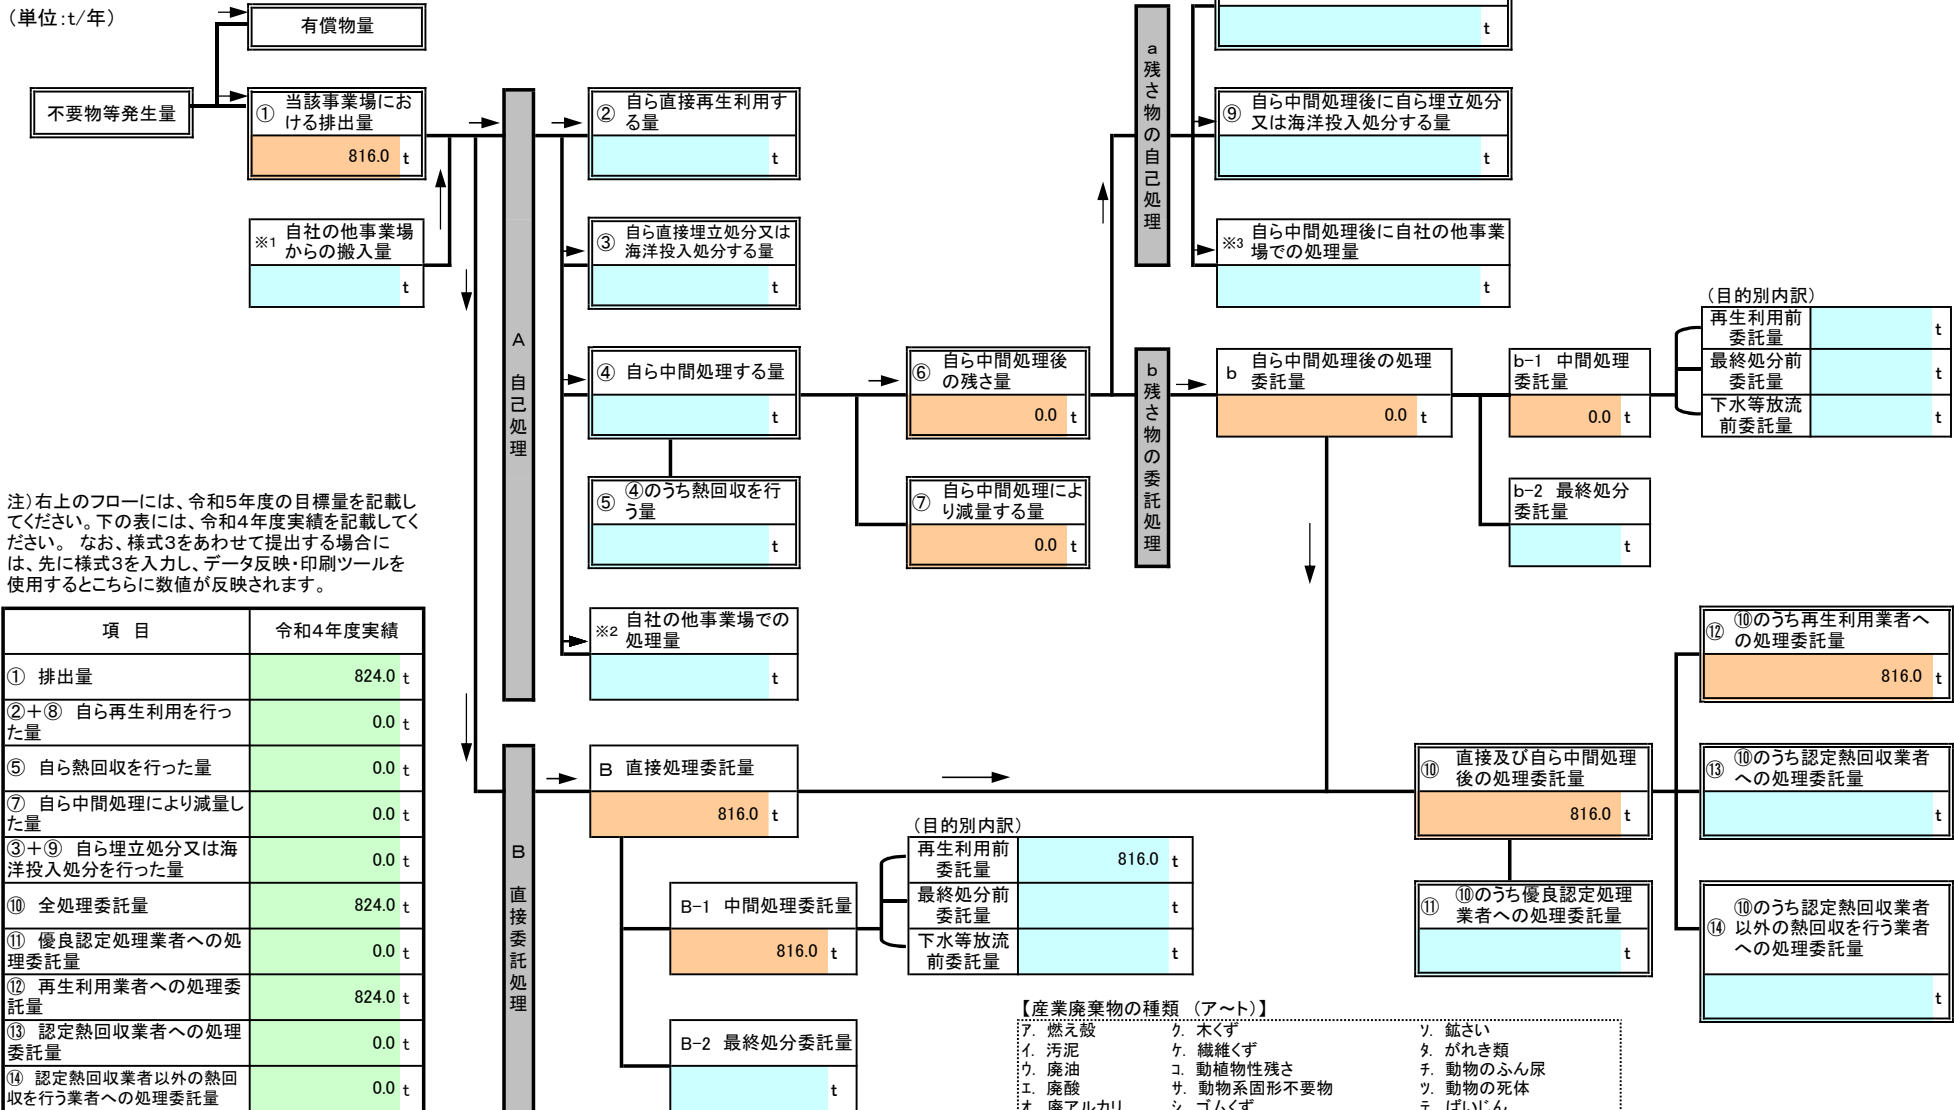 （単位:t/年）
有償物量
不要物等発生量
① 当該事業場にお
ける排出量
816.0 t
※1 自社の他事業場
からの搬入量
t
A 自己処理
② 自ら直接再生利用す
る量
t
③ 自ら直接埋立処分又は
海洋投入処分する量
t
④ 自ら中間処理する量
t
⑤ ④のうち熱回収を行
う量
t
※2 自社の他事業場での
処理量
t
⑥ 自ら中間処理後
の残さ量
0.0 t
⑦ 自ら中間処理によ
り減量する量
0.0 t
a 残さ物の自己処理
t
⑨ 自ら中間処理後に自ら埋立処分
又は海洋投入処分する量
t
※3 自ら中間処理後に自社の他事業
場での処理量
t
b 残さ物の委託処理
b 自ら中間処理後の処理
委託量
0.0 t
b-1 中間処理
委託量
0.0 t
（目的別内訳）
再生利用前
委託量
t
最終処分前
委託量
t
下水等放流
前委託量
t
b-2 最終処分
委託量
t
注）右上のフローには、令和5年度の目標量を記載し
てください。下の表には、令和4年度実績を記載してく
ださい。 なお、様式3をあわせて提出する場合に
は、先に様式3を入力し、データ反映・印刷ツールを
使用するとこちらに数値が反映されます。
項 目 令和4年度実績
① 排出量 824.0 t
②＋⑧ 自ら再生利用を行っ
た量 0.0 t
⑤ 自ら熱回収を行った量 0.0 t
⑦ 自ら中間処理により減量し
た量 0.0 t
③＋⑨ 自ら埋立処分又は海
洋投入処分を行った量 0.0 t
⑩ 全処理委託量 824.0 t
⑪ 優良認定処理業者への処
理委託量 0.0 t
⑫ 再生利用業者への処理委
託量 824.0 t
⑬ 認定熱回収業者への処理
委託量 0.0 t
⑭ 認定熱回収業者以外の熱回
収を行う業者への処理委託量 0.0 t
B 直接委託処理
B 直接処理委託量
816.0 t
B-1 中間処理委託量
816.0 t
（目的別内訳）
再生利用前
委託量
816.0 t
最終処分前
委託量
t
下水等放流
前委託量
t
B-2 最終処分委託量
t
⑩ 直接及び自ら中間処理
後の処理委託量
816.0 t
⑪ ⑩のうち優良認定処理
業者への処理委託量
t
⑫ ⑩のうち再生利用業者へ
の処理委託量
816.0 t
⑬ ⑩のうち認定熱回収業者
への処理委託量
t
⑭ ⑩のうち認定熱回収業者
以外の熱回収を行う業者
への処理委託量
t
【産業廃棄物の種類 （ア～ト）】
ア. 燃え殻 ク. 木くず ソ. 鉱さい
イ. 汚泥 ケ. 繊維くず タ. がれき類
ウ. 廃油 コ. 動植物性残さ チ. 動物のふん尿
エ. 廃酸 サ. 動物系固形不要物 ツ. 動物の死体
オ. 廃アルカリ シ. ゴムくず テ. ばいじん